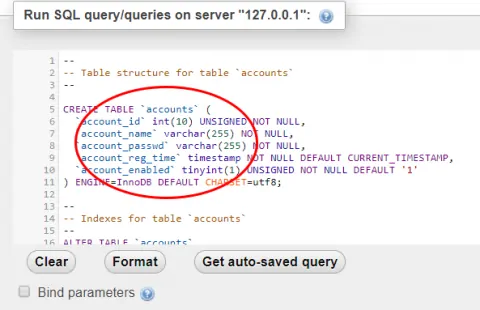 Run SQL query/queries on server "127.0.0.1":
1 --
2 -- Table structure for table `accounts`
3 --
4
5 CREATE TABLE `accounts` (
6 `account_id` int(10) UNSIGNED NOT NULL,
7 `account_name` varchar(255) NOT NULL,
8 `account_passwd` varchar(255) NOT NULL,
9 `account_reg_time` timestamp NOT NULL DEFAULT CURRENT_TIMESTAMP,
10 `account_enabled` tinyint(1) UNSIGNED NOT NULL DEFAULT '1'
11 ) ENGINE=InnoDB DEFAULT CHARSET=utf8;
12
13 --
14 -- Indexes for table `accounts`
15 --
16 ALTER TABLE `accounts`
Clear Format Get auto-saved query
Bind parameters